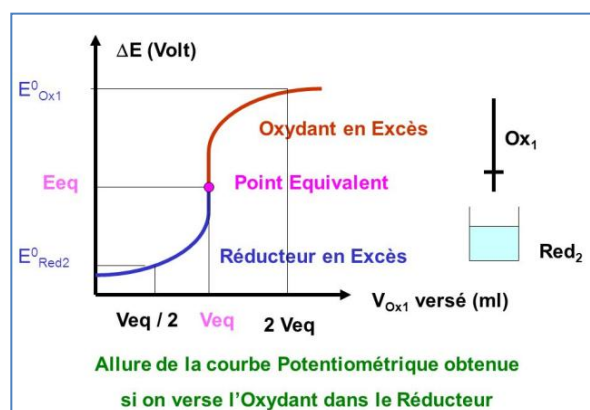 ΔE (Volt)
E⁰Ox1
Oxydant en Excès
Ox₁
Eeq
Point Equivalent
E⁰Red2
Réducteur en Excès
Red₂
Veq / 2
Veq
2 Veq
V_Ox1 versé (ml)
Allure de la courbe Potentiométrique obtenue
si on verse l'Oxydant dans le Réducteur